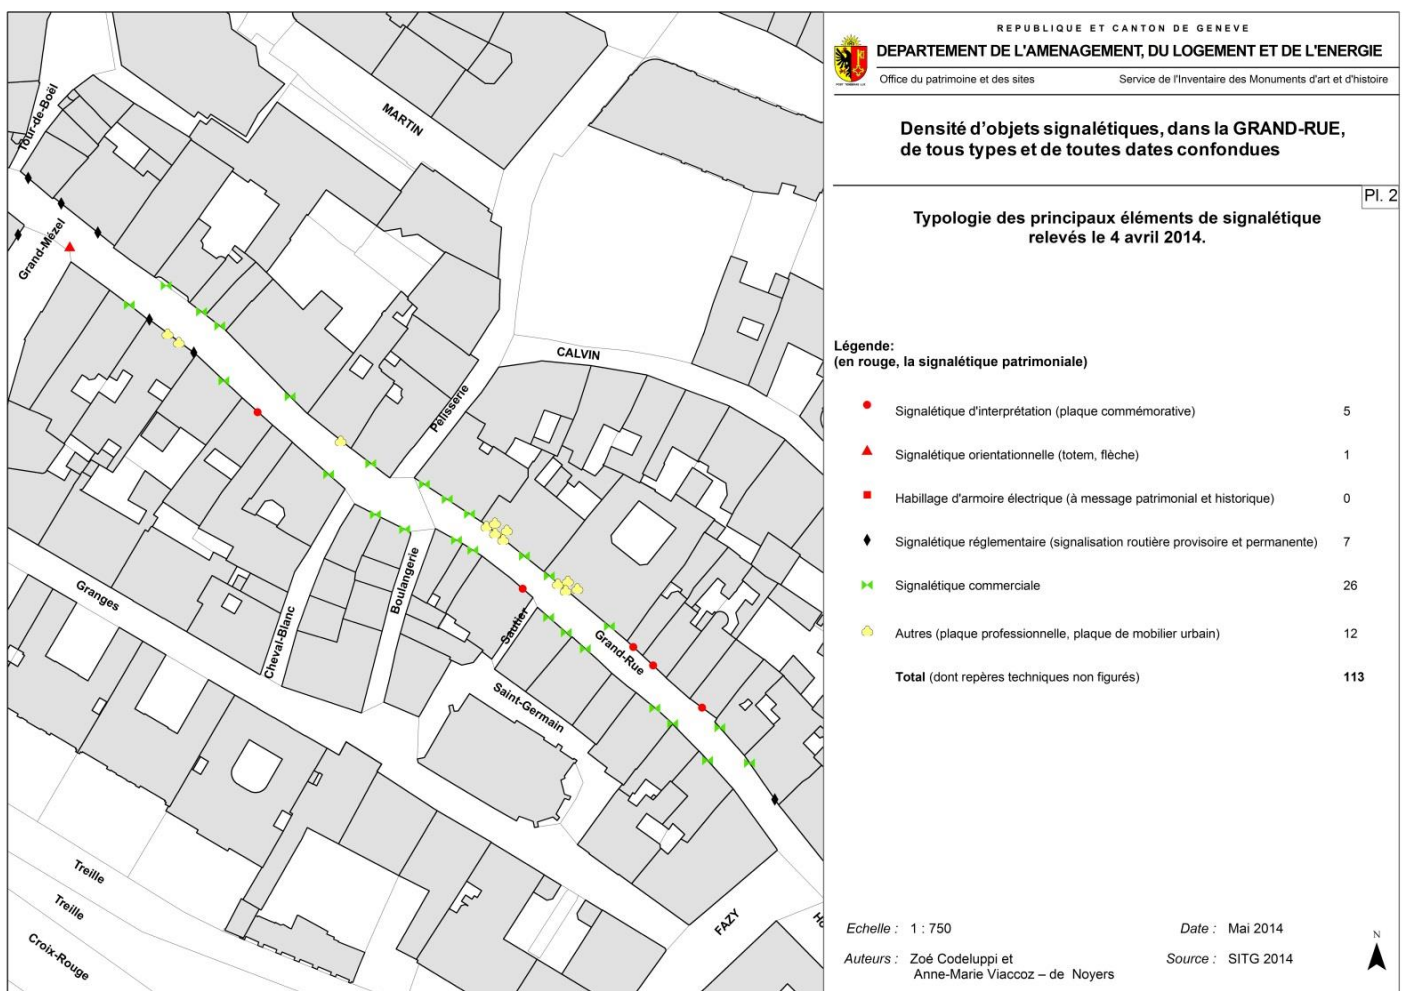 REPUBLIQUE ET CANTON DE GENEVE
DEPARTEMENT DE L'AMENAGEMENT, DU LOGEMENT ET DE L'ENERGIE
Office du patrimoine et des sites
Service de l'Inventaire des Monuments d'art et d'histoire
Densité d'objets signalétiques, dans la GRAND-RUE,
de tous types et de toutes dates confondues
Pl. 2
Typologie des principaux éléments de signalétique
relevés le 4 avril 2014.
Légende:
(en rouge, la signalétique patrimoniale)
Signalétique d'interprétation (plaque commémorative) 5
Signalétique orientationnelle (totem, flèche) 1
Habillage d'armoire électrique (à message patrimonial et historique) 0
Signalétique réglementaire (signalisation routière provisoire et permanente) 7
Signalétique commerciale 26
Autres (plaque professionnelle, plaque de mobilier urbain) 12
Total (dont repères techniques non figurés) 113
Echelle : 1 : 750
Date : Mai 2014
Auteurs : Zoé Codeluppi et
Anne-Marie Viaccoz – de Noyers
Source : SITG 2014
N
Tour-de-Boël
MARTIN
Grand-Mézel
CALVIN
Pélisserie
Granges
Cheval-Blanc
Boulangerie
Sautier
Grand-Rue
Saint-Germain
Treille
Treille
Croix-Rouge
FAZY